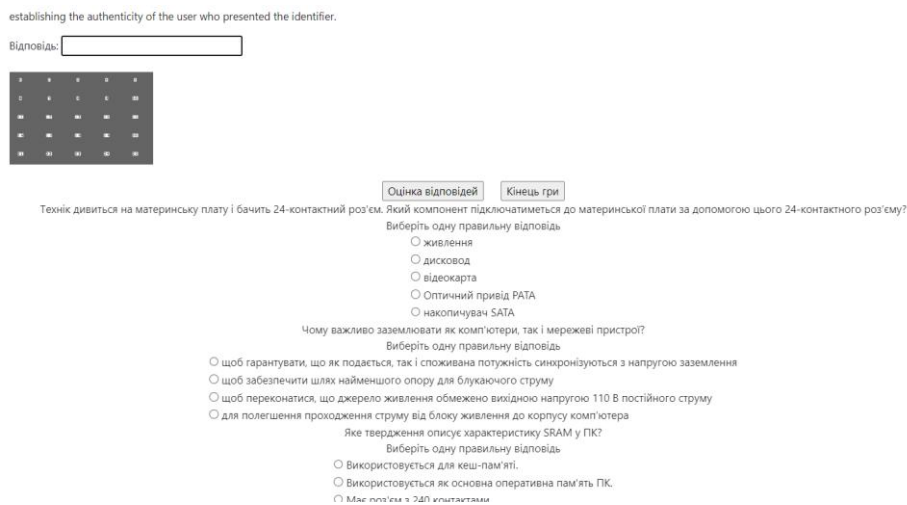 establishing the authenticity of the user who presented the identifier.
Відповідь:
Оцінка відповідей Кінець гри
Технік дивиться на материнську плату і бачить 24-контактний роз'єм. Який компонент підключатиметься до материнської плати за допомогою цього 24-контактного роз'єму?
Виберіть одну правильну відповідь
живлення
дисковод
відеокарта
Оптичний привід PATA
накопичувач SATA
Чому важливо заземлювати як комп'ютери, так і мережеві пристрої?
Виберіть одну правильну відповідь
щоб гарантувати, що як подається, так і споживана потужність синхронізуються з напругою заземлення
щоб забезпечити шлях найменшого опору для блукаючого струму
щоб переконатися, що джерело живлення обмежено вихідною напругою 110 В постійного струму
для полегшення проходження струму від блоку живлення до корпусу комп'ютера
Яке твердження описує характеристику SRAM у ПК?
Виберіть одну правильну відповідь
Використовується для кеш-пам'яті.
Використовується як основна оперативна пам'ять ПК.
Має роз'єм з 240 контактами